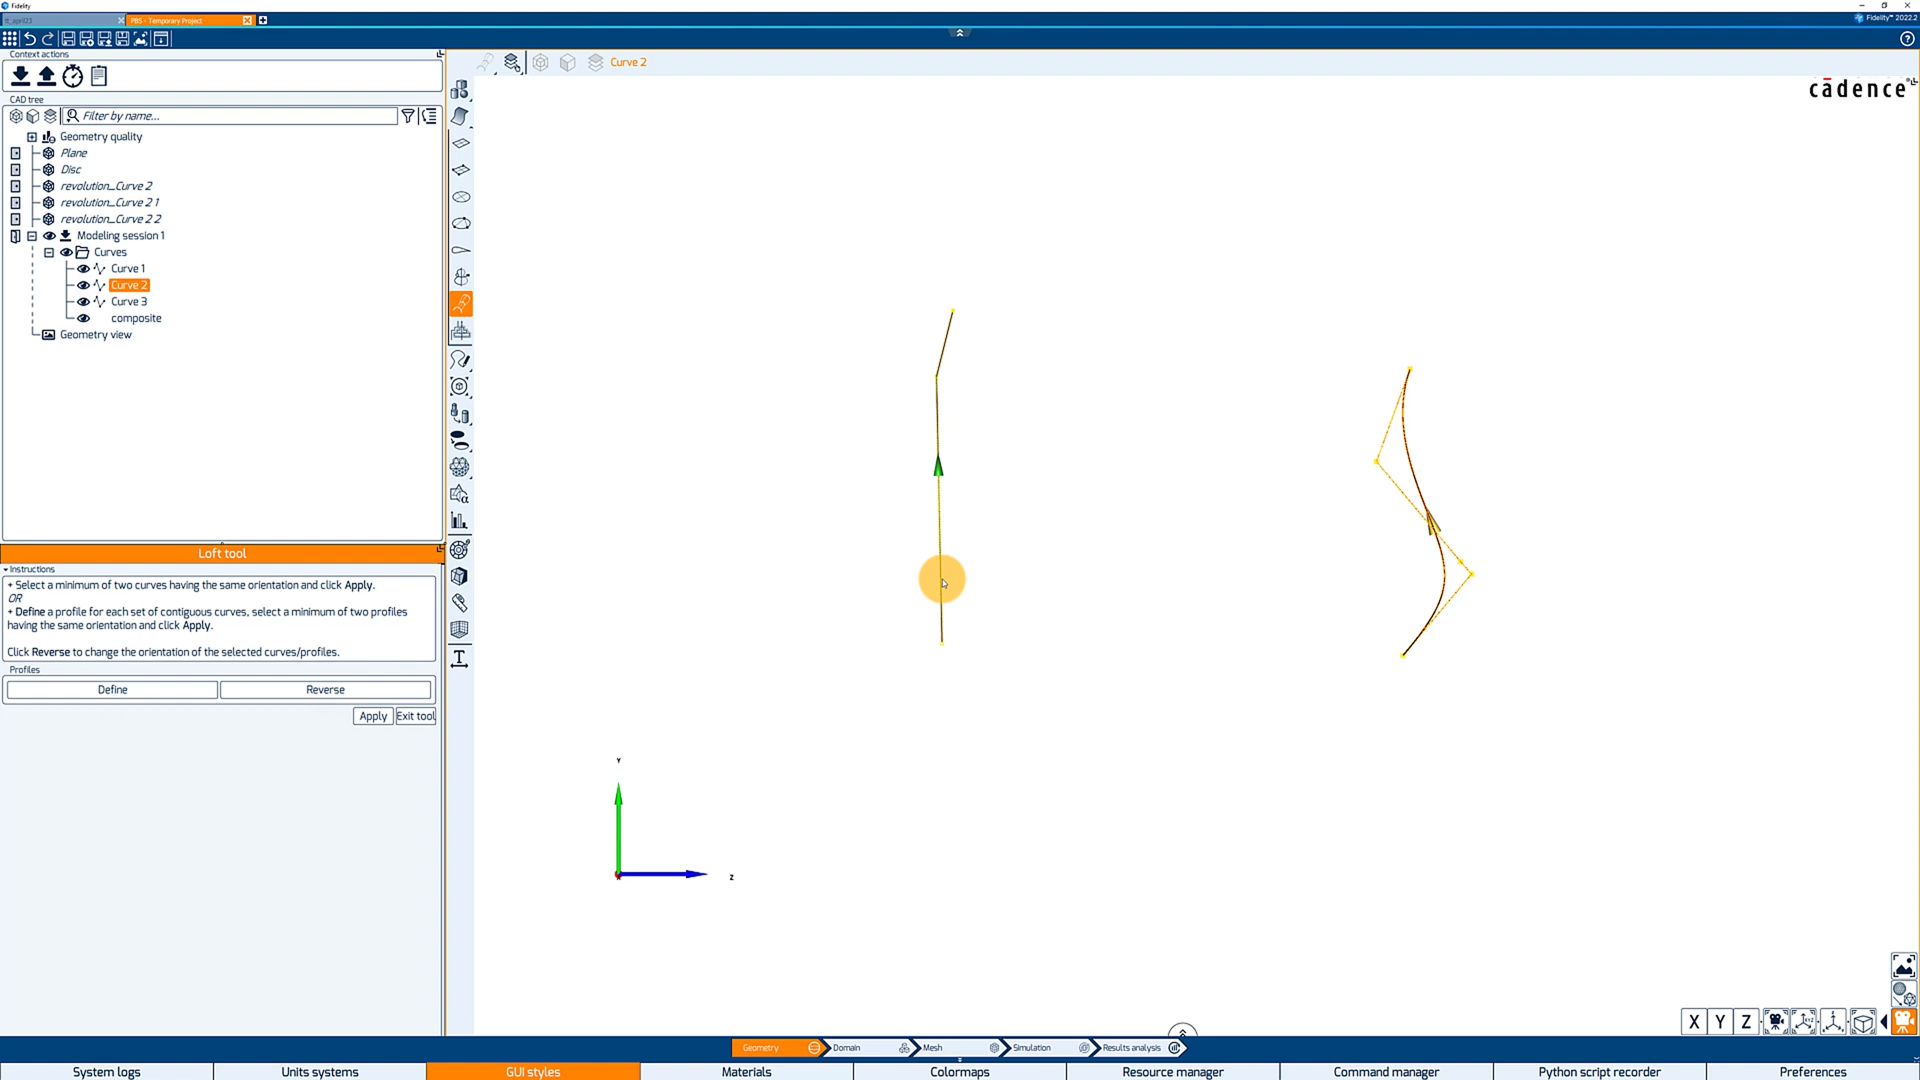 Fidelity
PBS - Temporary Project
Fidelity™ 2022.2
Context actions
Curve 2
cādence
CAD tree
Filter by name...
Geometry quality
Plane
Disc
revolution_Curve 2
revolution_Curve 2 1
revolution_Curve 2 2
Modeling session 1
Curves
Curve 1
Curve 2
Curve 3
composite
Geometry view
Loft tool
Instructions
+ Select a minimum of two curves having the same orientation and click Apply.
OR
+ Define a profile for each set of contiguous curves, select a minimum of two profiles
having the same orientation and click Apply.
Click Reverse to change the orientation of the selected curves/profiles.
Profiles
Define Reverse
Apply Exit tool
Y
Z
X Y Z
Geometry Domain Mesh Simulation Results analysis
System logs Units systems GUI styles Materials Colormaps Resource manager Command manager Python script recorder Preferences